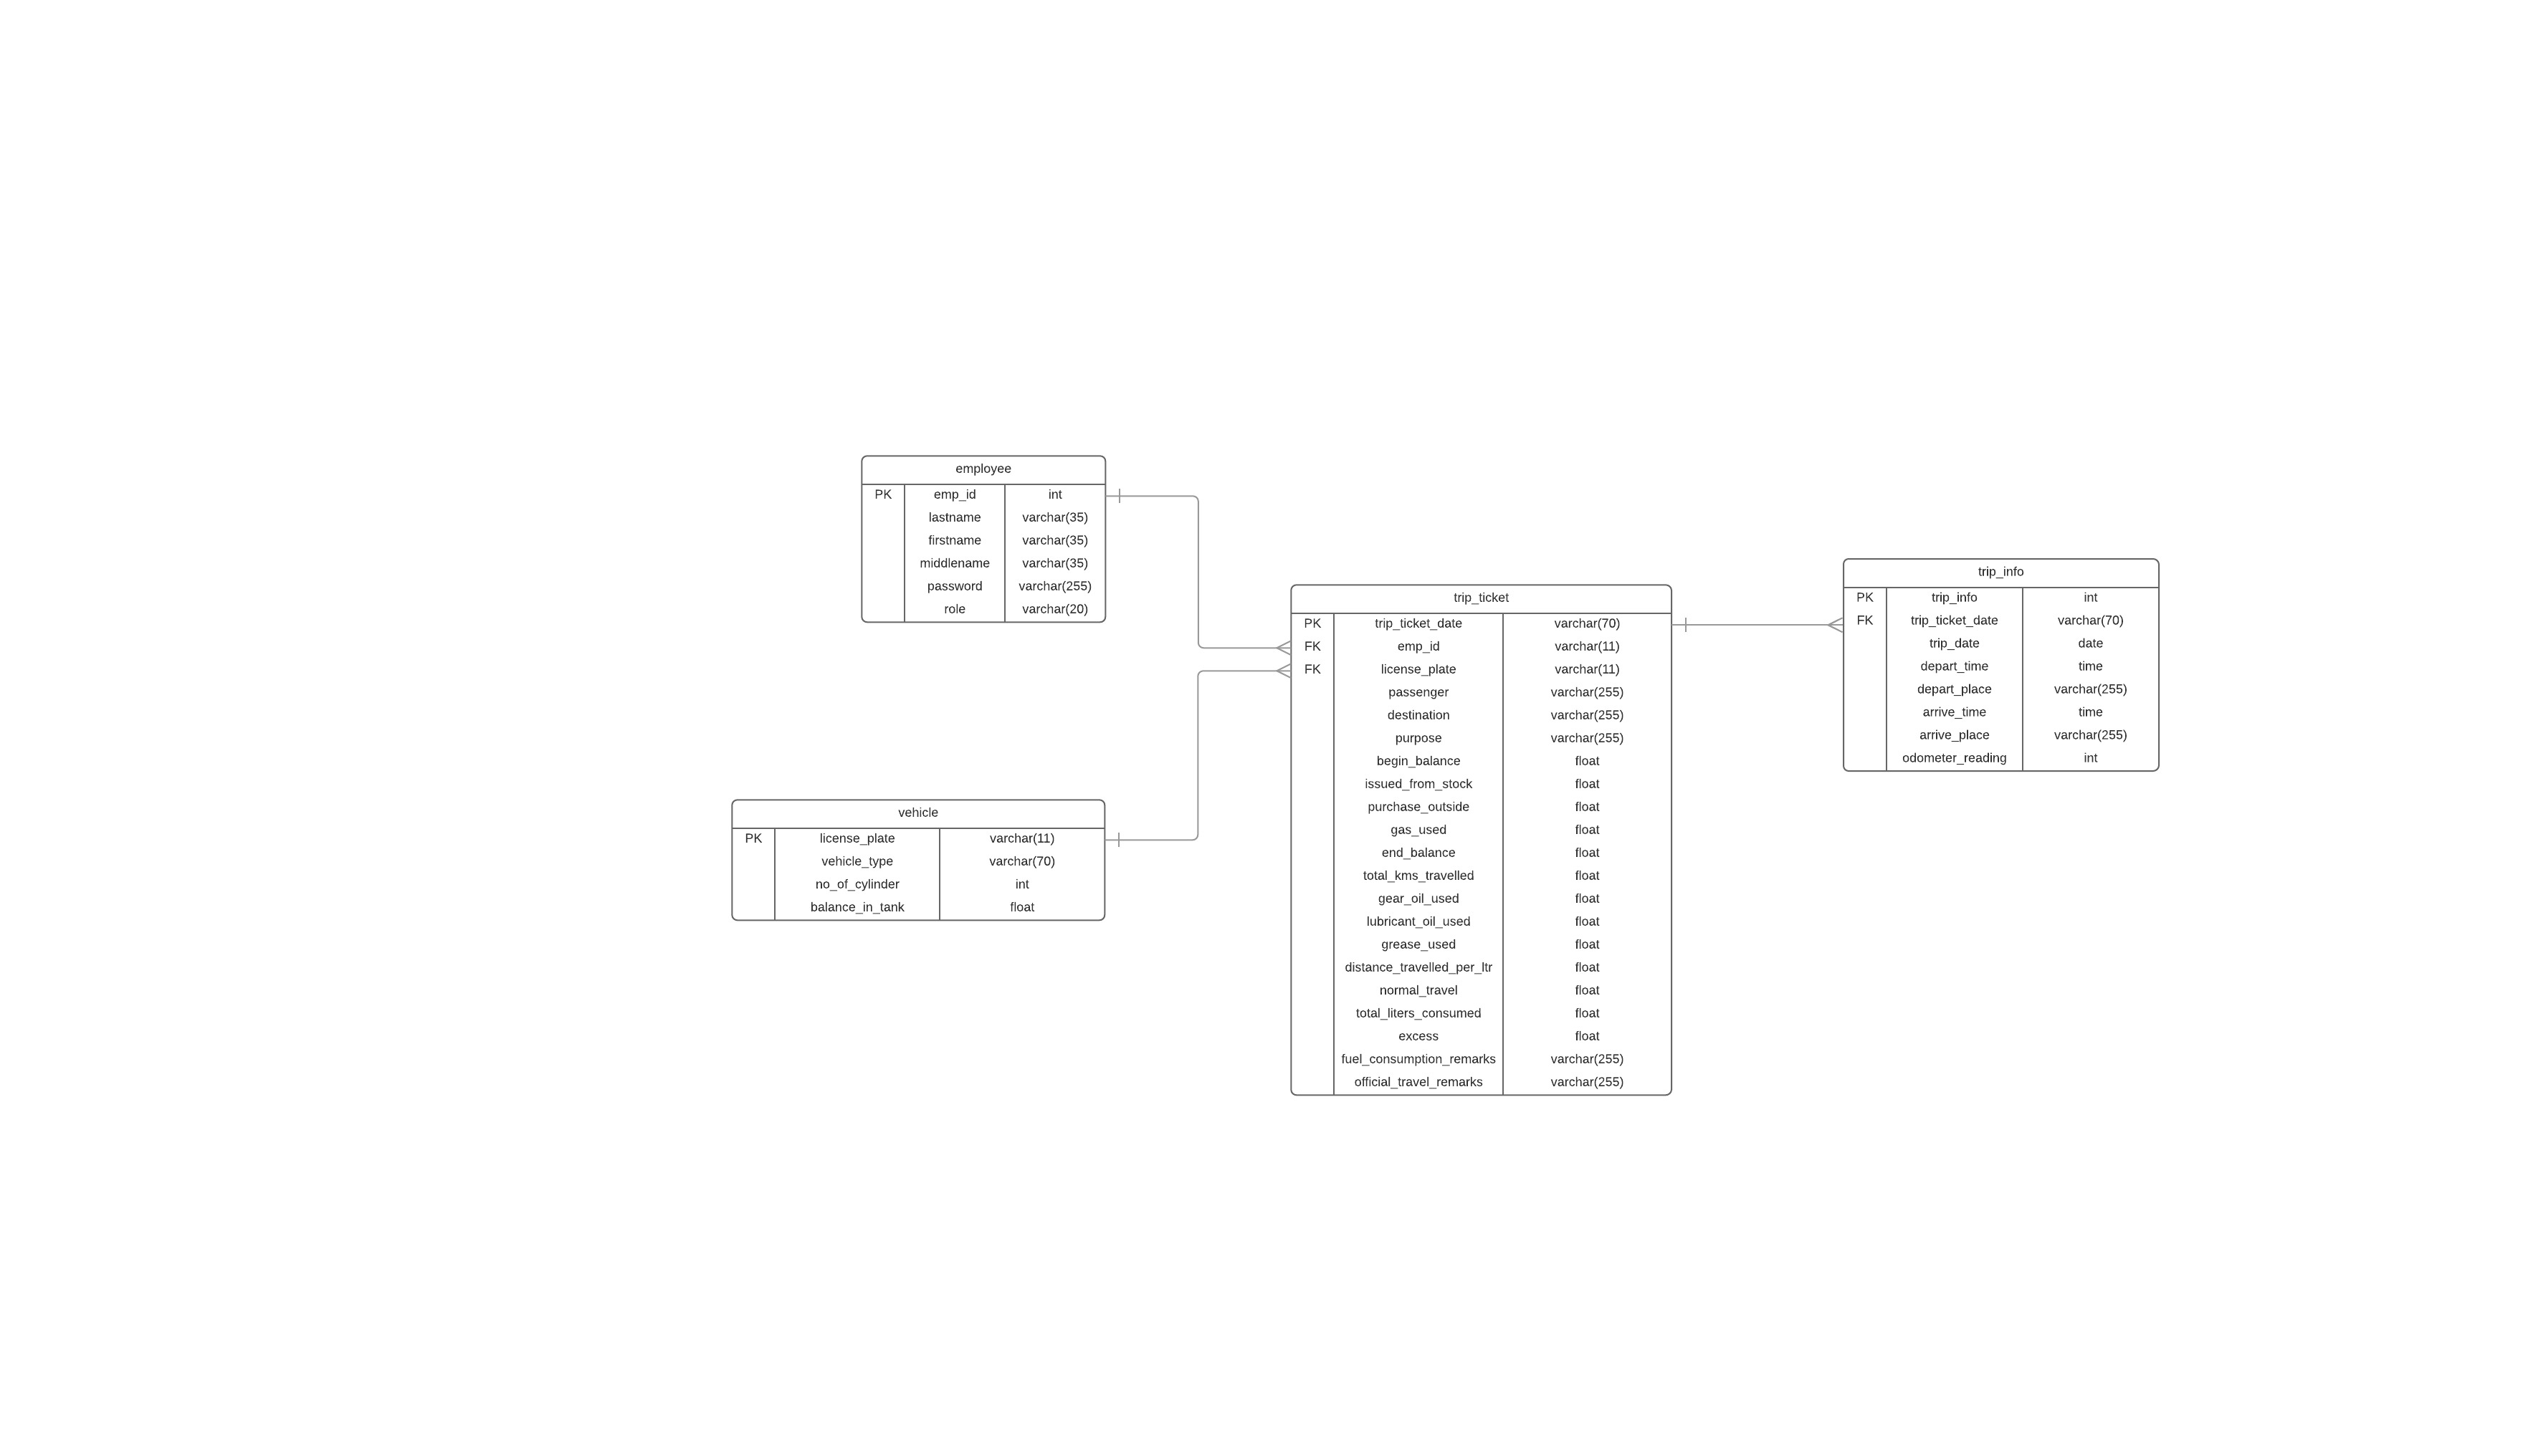 employee
PK emp_id int
lastname varchar(35)
firstname varchar(35)
middlename varchar(35)
password varchar(255)
role varchar(20)
vehicle
PK license_plate varchar(11)
vehicle_type varchar(70)
no_of_cylinder int
balance_in_tank float
trip_ticket
PK trip_ticket_date varchar(70)
FK emp_id varchar(11)
FK license_plate varchar(11)
passenger varchar(255)
destination varchar(255)
purpose varchar(255)
begin_balance float
issued_from_stock float
purchase_outside float
gas_used float
end_balance float
total_kms_travelled float
gear_oil_used float
lubricant_oil_used float
grease_used float
distance_travelled_per_ltr float
normal_travel float
total_liters_consumed float
excess float
fuel_consumption_remarks varchar(255)
official_travel_remarks varchar(255)
trip_info
PK trip_info int
FK trip_ticket_date varchar(70)
trip_date date
depart_time time
depart_place varchar(255)
arrive_time time
arrive_place varchar(255)
odometer_reading int